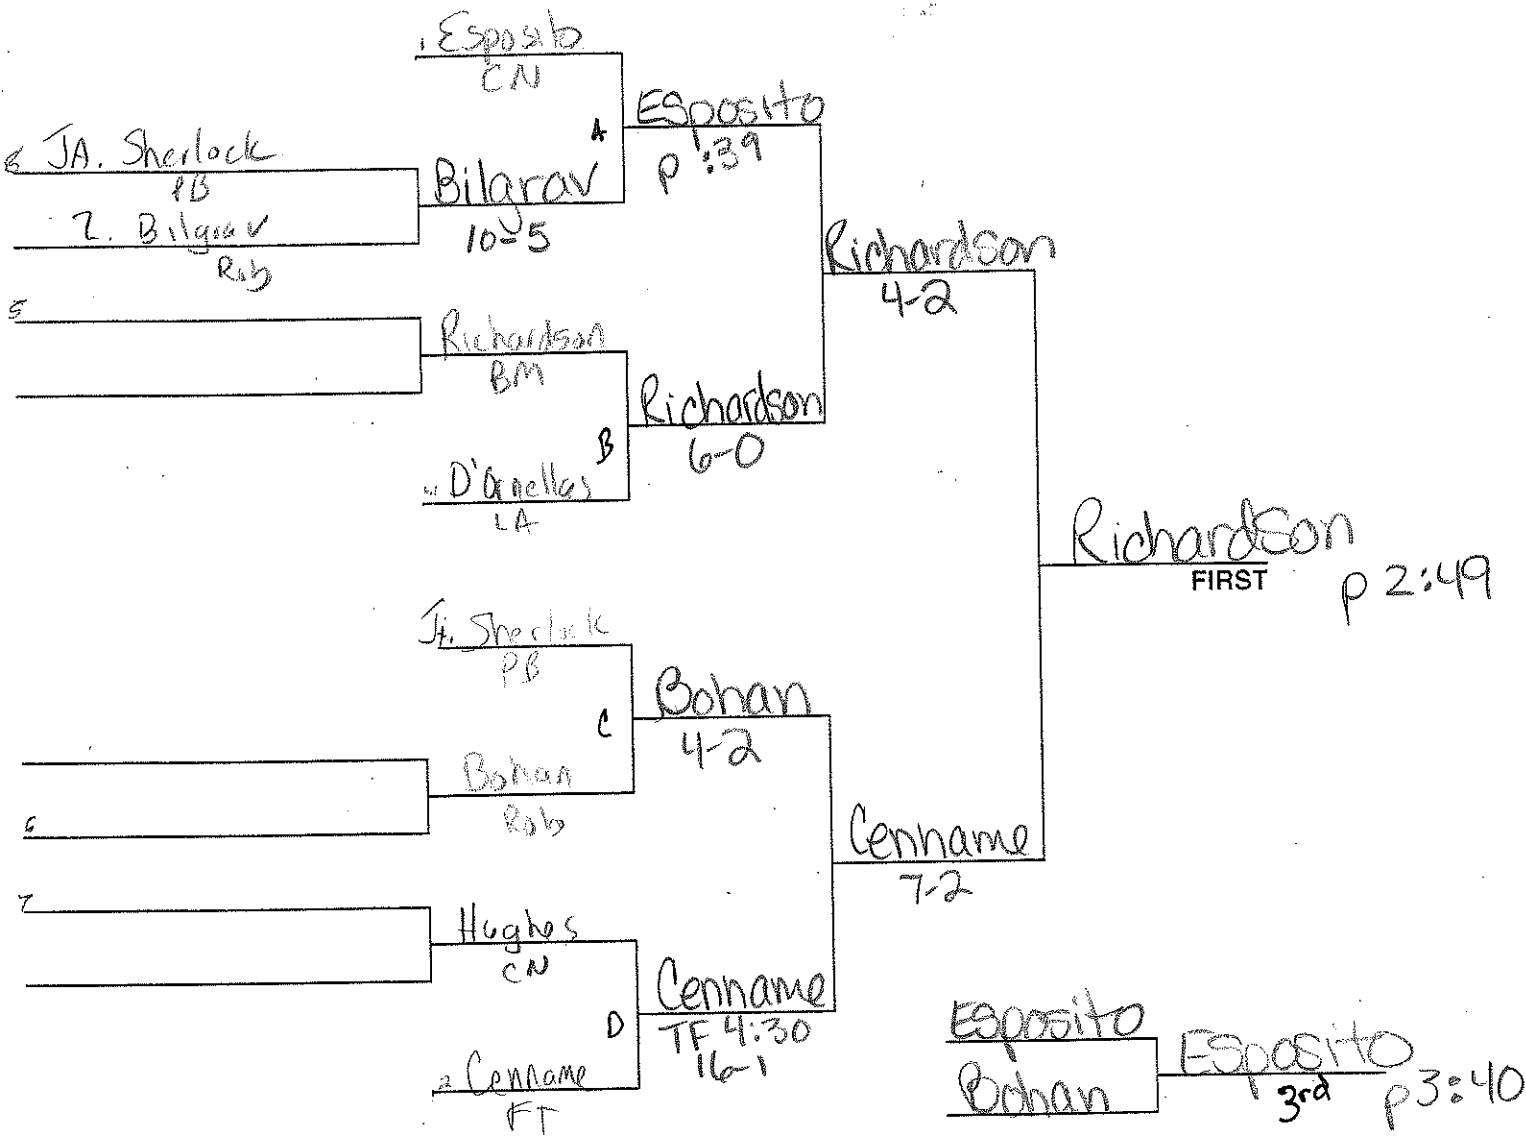 1 Esposito
CN
8 JA. Sherlock
PB
Z. Bilgrav
Rob
Bilgrav
10-5
A
Esposito
p :39
5
Richardson
BM
B
D'Ornellas
LA
Richardson
6-0
Richardson
4-2
Jt. Sherlock
PB
C
Bohan
Rob
6
Bohan
4-2
7
Hughes
CN
D
2 Cenname
FT
Cenname
TF 4:30
16-1
Cenname
7-2
Richardson
FIRST
p 2:49
Esposito
Bohan
Esposito
3rd
p 3:40